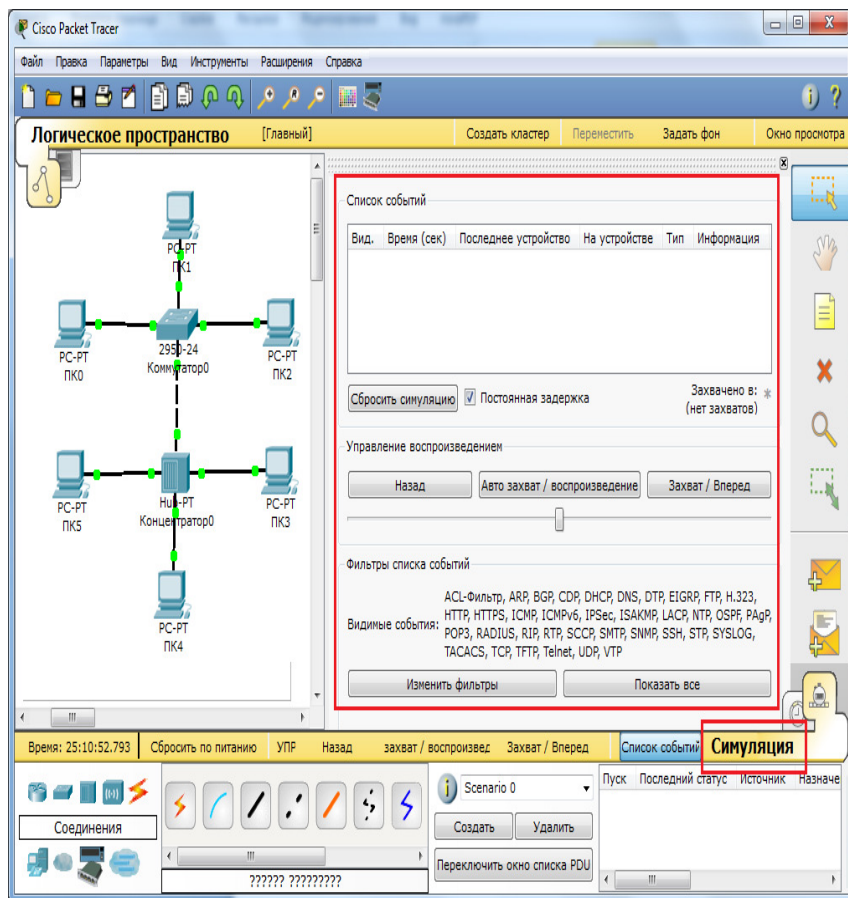 Cisco Packet Tracer
Файл Правка Параметры Вид Инструменты Расширения Справка
Логическое пространство [Главный] Создать кластер Переместить Задать фон Окно просмотра
PC-PT
ПК1
PC-PT
ПК0
2950-24
Коммутатор0
PC-PT
ПК2
PC-PT
ПК5
Hub-PT
Концентратор0
PC-PT
ПК3
PC-PT
ПК4
Список событий
Вид. Время (сек) Последнее устройство На устройстве Тип Информация
Сбросить симуляцию Постоянная задержка Захвачено в: *
(нет захватов)
Управление воспроизведением
Назад Авто захват / воспроизведение Захват / Вперед
Фильтры списка событий
Видимые события:
ACL-Фильтр, ARP, BGP, CDP, DHCP, DNS, DTP, EIGRP, FTP, H.323,
HTTP, HTTPS, ICMP, ICMPv6, IPSec, ISAKMP, LACP, NTP, OSPF, PAgP,
POP3, RADIUS, RIP, RTP, SCCP, SMTP, SNMP, SSH, STP, SYSLOG,
TACACS, TCP, TFTP, Telnet, UDP, VTP
Изменить фильтры Показать все
Время: 25:10:52.793 Сбросить по питанию УПР Назад захват / воспроизвед Захват / Вперед Список событий Симуляция
Соединения
?????? ?????????
Scenario 0
Создать Удалить
Переключить окно списка PDU
Пуск Последний статус Источник Назначе